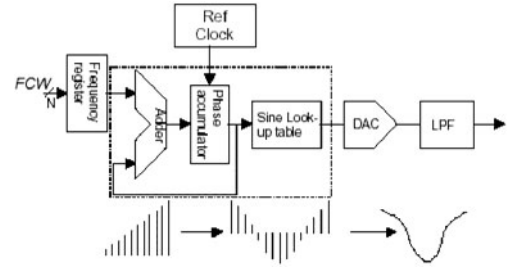 Ref
Clock
FCW
N
Frequency
register
Adder
Phase
accumulator
Sine Look-
up table
DAC
LPF